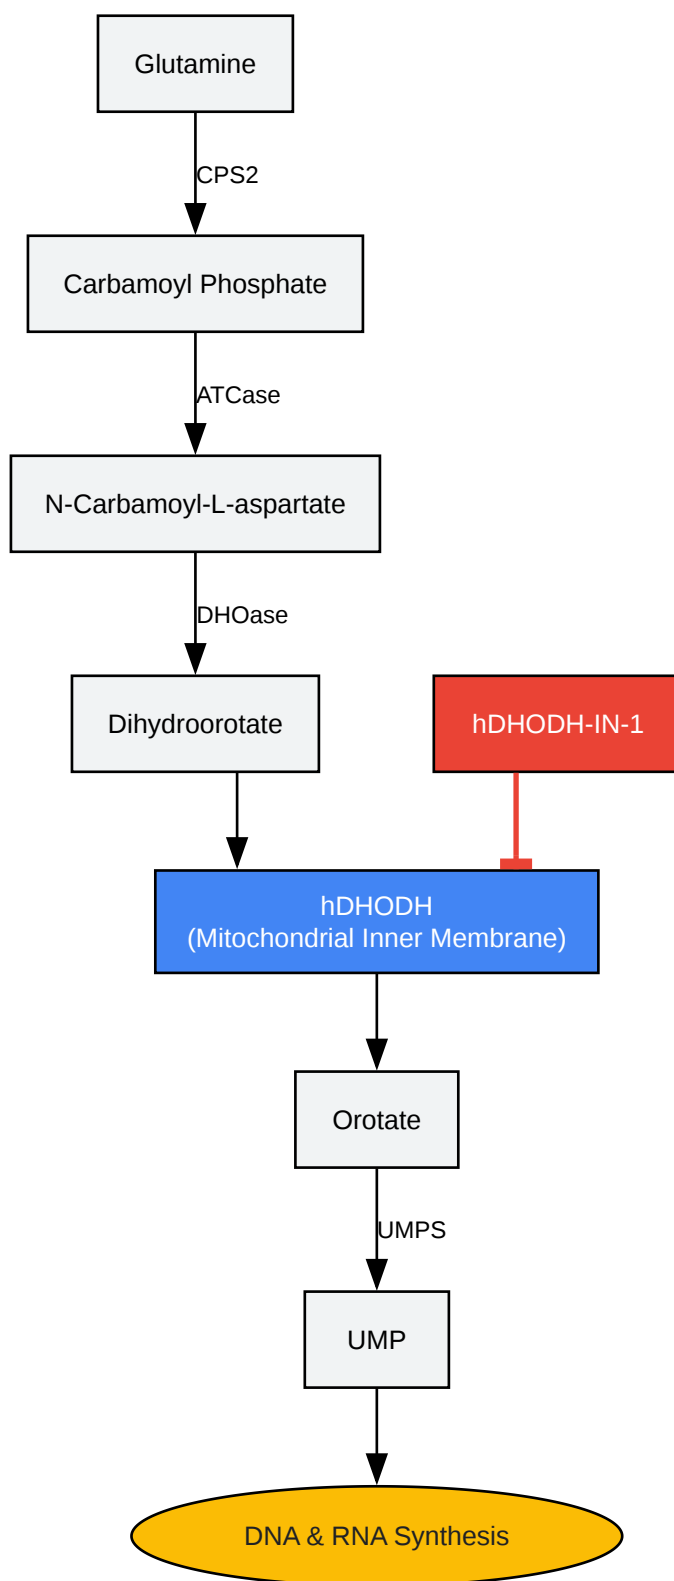 Glutamine
CPS2
Carbamoyl Phosphate
ATCase
N-Carbamoyl-L-aspartate
DHOase
Dihydroorotate
hDHODH-IN-1
hDHODH
(Mitochondrial Inner Membrane)
Orotate
UMPS
UMP
DNA & RNA Synthesis